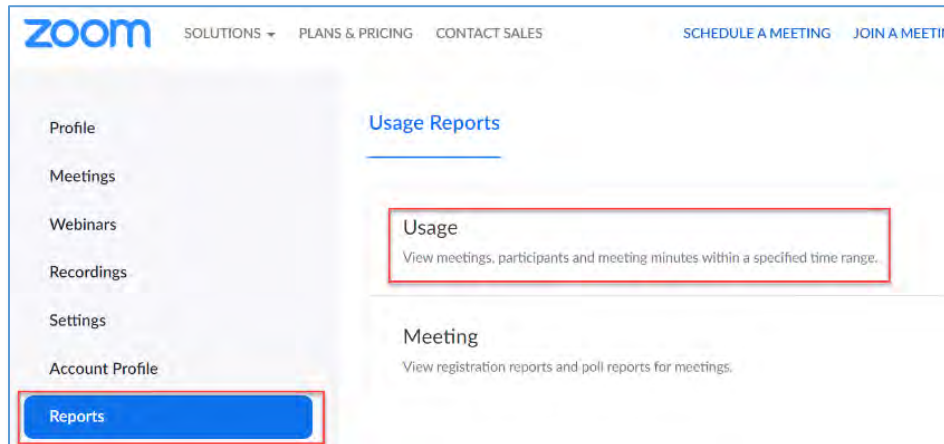 zoom SOLUTIONS PLANS & PRICING CONTACT SALES SCHEDULE A MEETING JOIN A MEETIN
Profile
Meetings
Webinars
Recordings
Settings
Account Profile
Reports
Usage Reports
Usage
View meetings, participants and meeting minutes within a specified time range.
Meeting
View registration reports and poll reports for meetings.